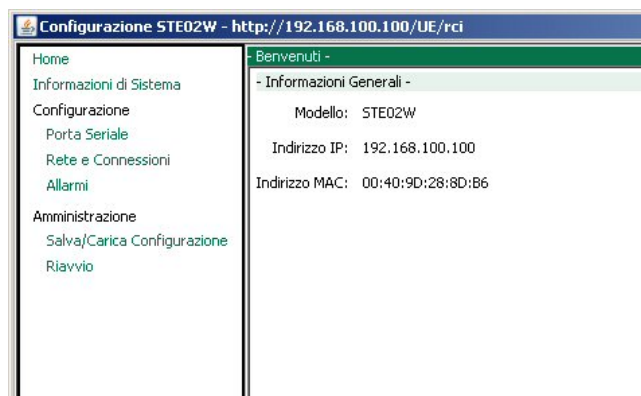 Configurazione STE02W - http://192.168.100.100/UE/rci
Home
Informazioni di Sistema
Configurazione
Porta Seriale
Rete e Connessioni
Allarmi
Amministrazione
Salva/Carica Configurazione
Riavvio
- Benvenuti -
- Informazioni Generali -
Modello: STE02W
Indirizzo IP: 192.168.100.100
Indirizzo MAC: 00:40:9D:28:8D:B6